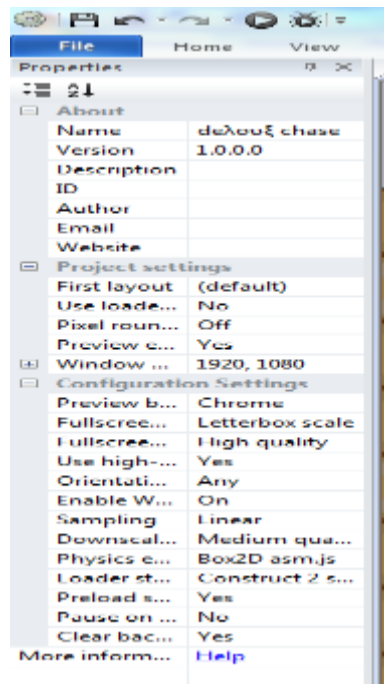 File Home View
Properties
About
Name deλουξ chase
Version 1.0.0.0
Description
ID
Author
Email
Website
Project settings
First layout (default)
Use loade... No
Pixel roun... Off
Preview e... Yes
Window ... 1920, 1080
Configuration Settings
Preview b... Chrome
Fullscree... Letterbox scale
Fullscree... High quality
Use high-... Yes
Orientati... Any
Enable W... On
Sampling Linear
Downscal... Medium qua...
Physics e... Box2D asm.js
Loader st... Construct 2 s...
Preload s... Yes
Pause on ... No
Clear bac... Yes
More inform... Help